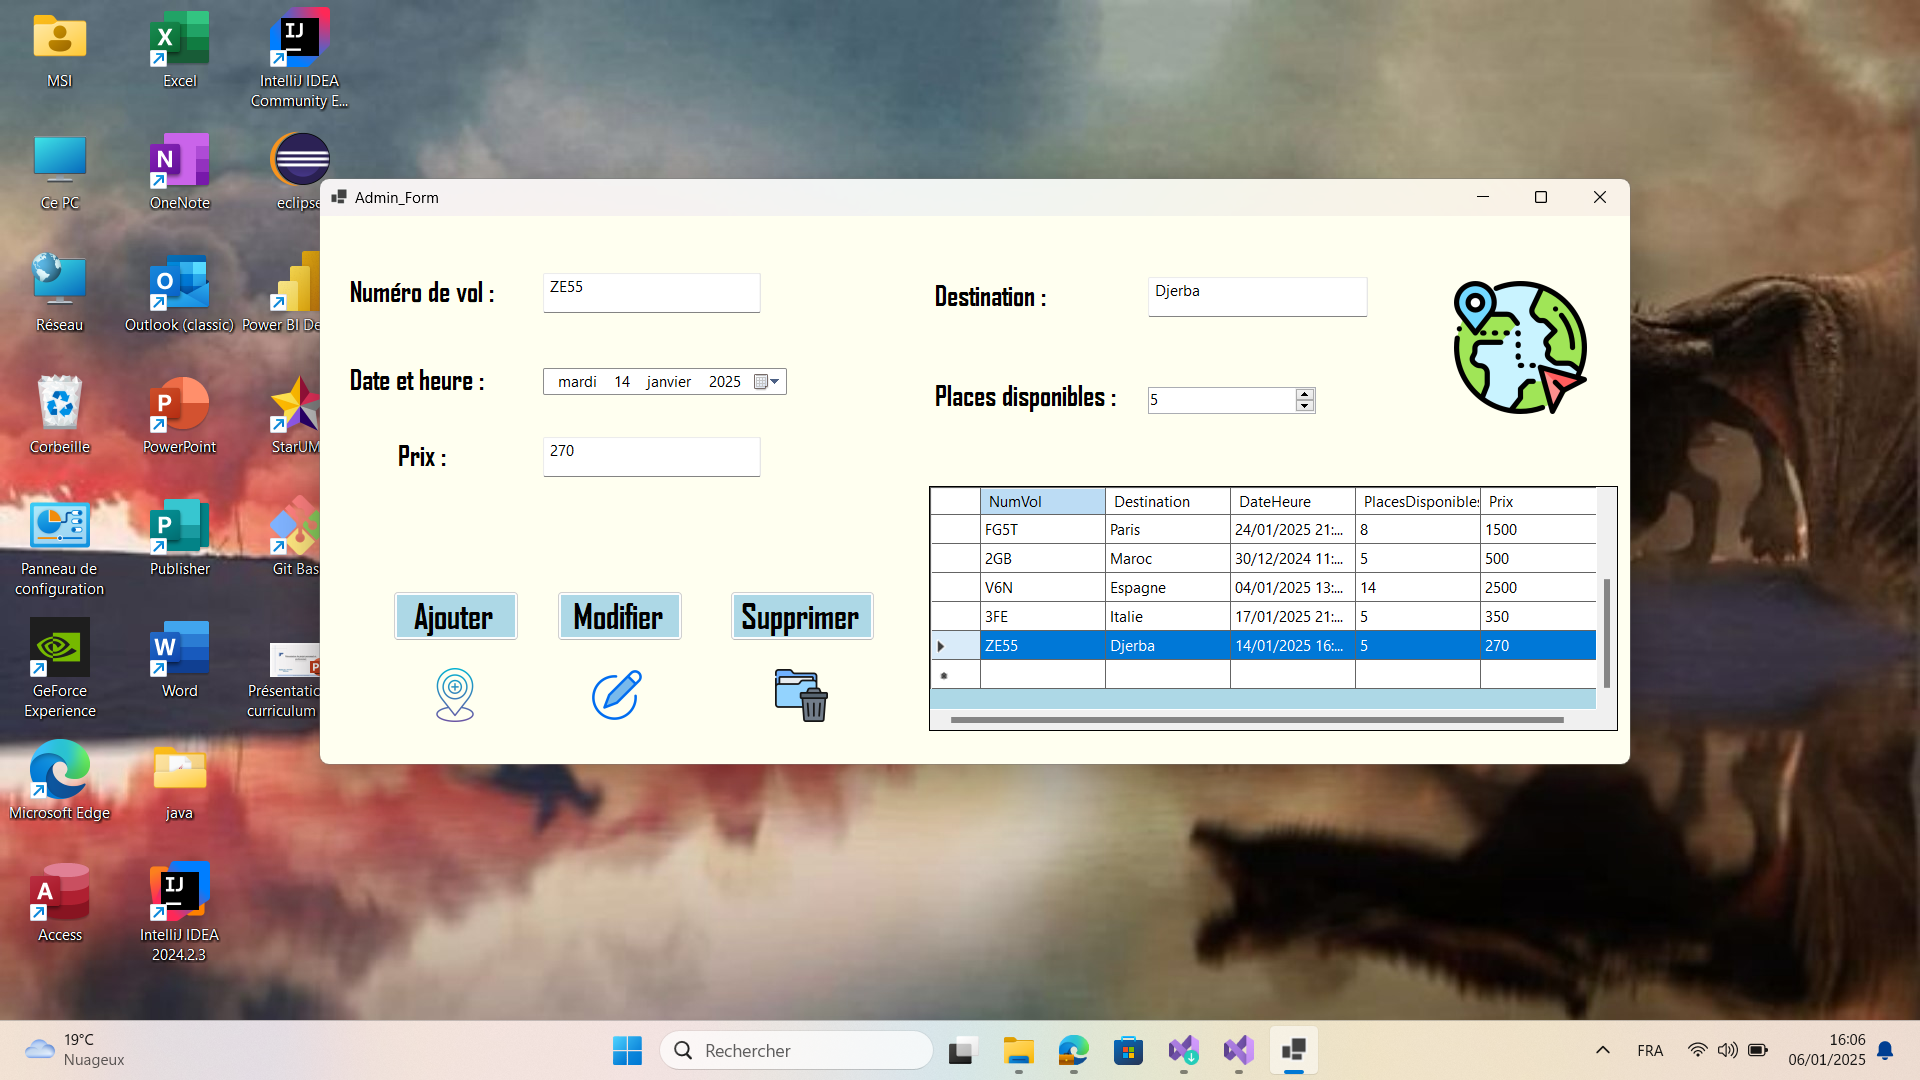 MSI
Excel
IntelliJ IDEA
Community E...
Ce PC
OneNote
eclipse
Réseau
Outlook (classic)
Power BI De
Corbeille
PowerPoint
StarUM
Panneau de
configuration
Publisher
Git Bas
GeForce
Experience
Word
Présentatio
curriculum
Microsoft Edge
java
Access
IntelliJ IDEA
2024.2.3
Admin_Form
Numéro de vol :
ZE55
Destination :
Djerba
Date et heure :
mardi 14 janvier 2025
Places disponibles :
5
Prix :
270
NumVol Destination DateHeure PlacesDisponibles Prix
FG5T Paris 24/01/2025 21:... 8 1500
2GB Maroc 30/12/2024 11:... 5 500
V6N Espagne 04/01/2025 13:... 14 2500
3FE Italie 17/01/2025 21:... 5 350
ZE55 Djerba 14/01/2025 16:... 5 270
Ajouter
Modifier
Supprimer
19°C
Nuageux
Rechercher
FRA
16:06
06/01/2025